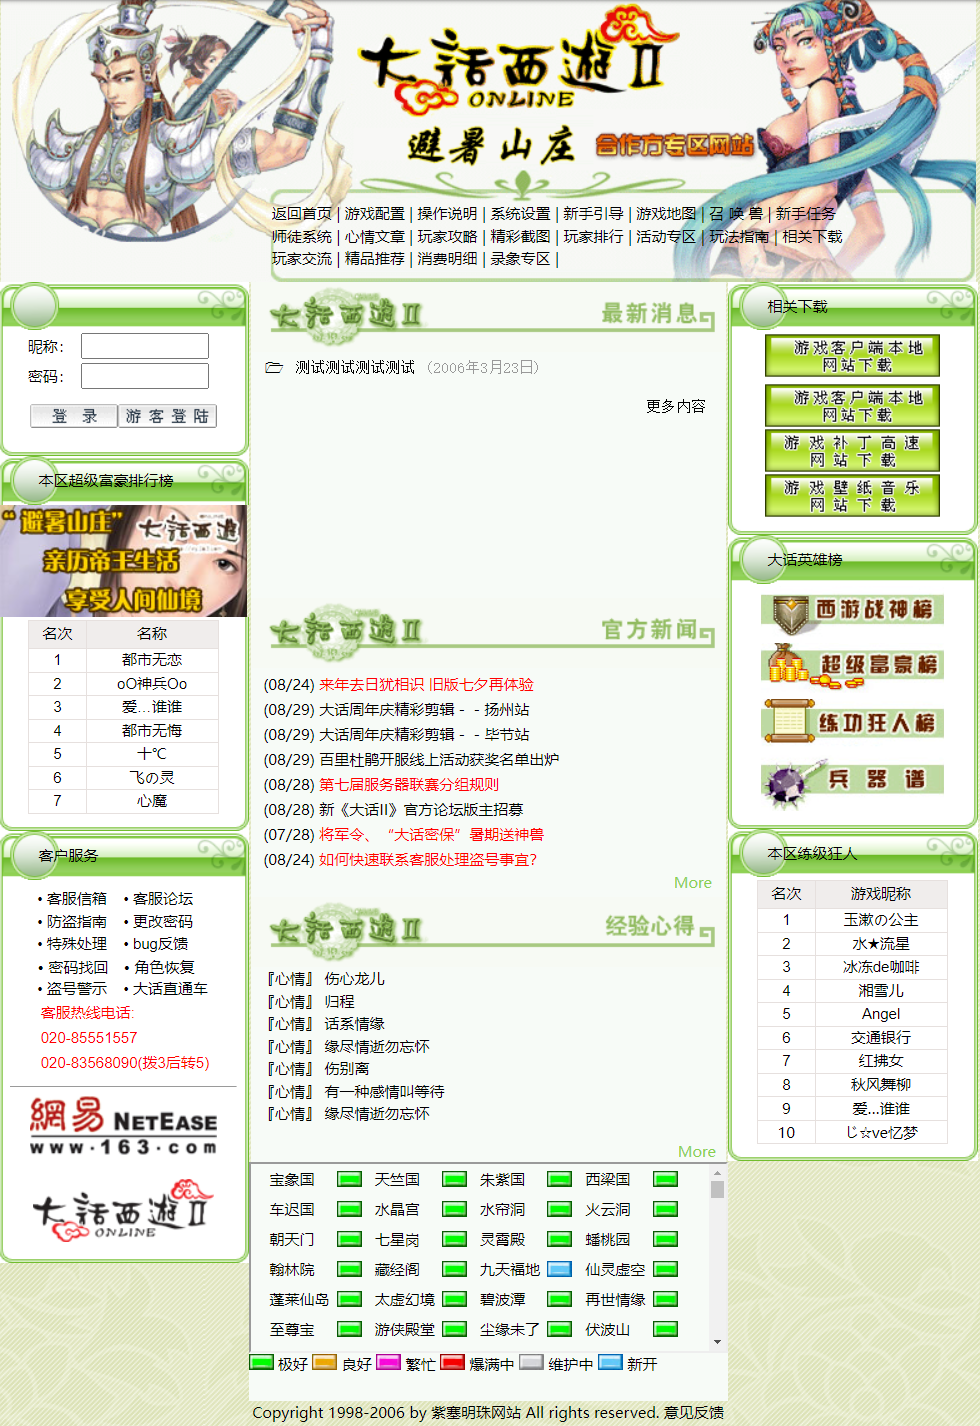 大话西遊II
ONLINE
避暑山庄 合作方专区网站
返回首页 | 游戏配置 | 操作说明 | 系统设置 | 新手引导 | 游戏地图 | 召 唤 兽 | 新手任务
师徒系统 | 心情文章 | 玩家攻略 | 精彩截图 | 玩家排行 | 活动专区 | 玩法指南 | 相关下载
玩家交流 | 精品推荐 | 消费明细 | 录象专区 |
昵称：
密码：
登 录 游客登陆
本区超级富豪排行榜
“避暑山庄” 大话西遊
亲历帝王生活
享受人间仙境
名次 名称
1 都市无恋
2 oO神兵Oo
3 爱…谁谁
4 都市无悔
5 十℃
6 飞の灵
7 心魔
客户服务
• 客服信箱 • 客服论坛
• 防盗指南 • 更改密码
• 特殊处理 • bug反馈
• 密码找回 • 角色恢复
• 盗号警示 • 大话直通车
客服热线电话:
020-85551557
020-83568090(拨3后转5)
網易 NETEASE
www.163.com
大话西遊II
ONLINE
大话西遊II 最新消息
测试测试测试测试 （2006年3月23日）
更多内容
大话西遊II 官方新闻
(08/24) 来年去日犹相识 旧版七夕再体验
(08/29) 大话周年庆精彩剪辑－－扬州站
(08/29) 大话周年庆精彩剪辑－－毕节站
(08/29) 百里杜鹃开服线上活动获奖名单出炉
(08/28) 第七届服务器联赛分组规则
(08/28) 新《大话II》官方论坛版主招募
(07/28) 将军令、“大话密保”暑期送神兽
(08/24) 如何快速联系客服处理盗号事宜?
More
大话西遊II 经验心得
『心情』 伤心龙儿
『心情』 归程
『心情』 话系情缘
『心情』 缘尽情逝勿忘怀
『心情』 伤别离
『心情』 有一种感情叫等待
『心情』 缘尽情逝勿忘怀
More
宝象国 天竺国 朱紫国 西梁国
车迟国 水晶宫 水帘洞 火云洞
朝天门 七星岗 灵霄殿 蟠桃园
翰林院 藏经阁 九天福地 仙灵虚空
蓬莱仙岛 太虚幻境 碧波潭 再世情缘
至尊宝 游侠殿堂 尘缘未了 伏波山
极好 良好 繁忙 爆满中 维护中 新开
相关下载
游戏客户端本地
网站下载
游戏客户端本地
网站下载
游戏补丁高速
网站下载
游戏壁纸音乐
网站下载
大话英雄榜
西游战神榜
超级富豪榜
练功狂人榜
兵器谱
本区练级狂人
名次 游戏昵称
1 玉漱の公主
2 水★流星
3 冰冻de咖啡
4 湘雪儿
5 Angel
6 交通银行
7 红拂女
8 秋风舞柳
9 爱...谁谁
10 じ☆ve忆梦
Copyright 1998-2006 by 紫塞明珠网站 All rights reserved. 意见反馈